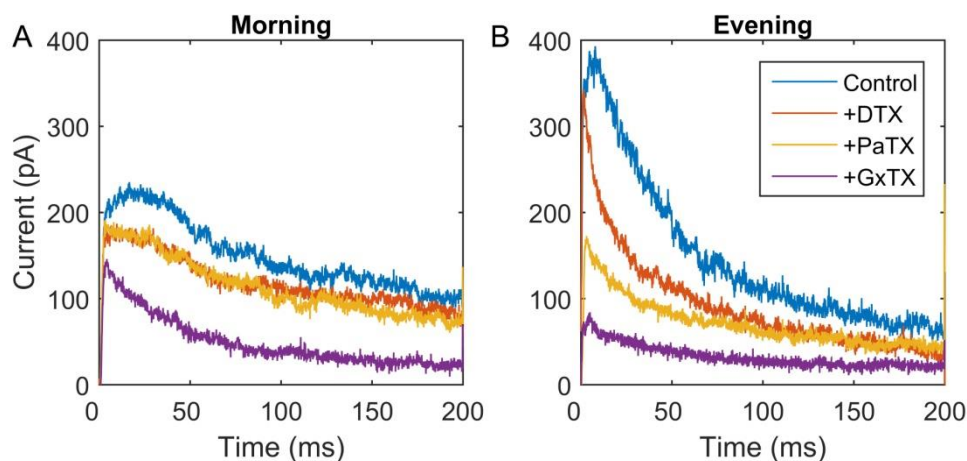 A
Morning
Current (pA)
400
300
200
100
0
0
50
100
150
200
Time (ms)
B
Evening
400
300
200
100
0
0
50
100
150
200
Time (ms)
Control
+DTX
+PaTX
+GxTX